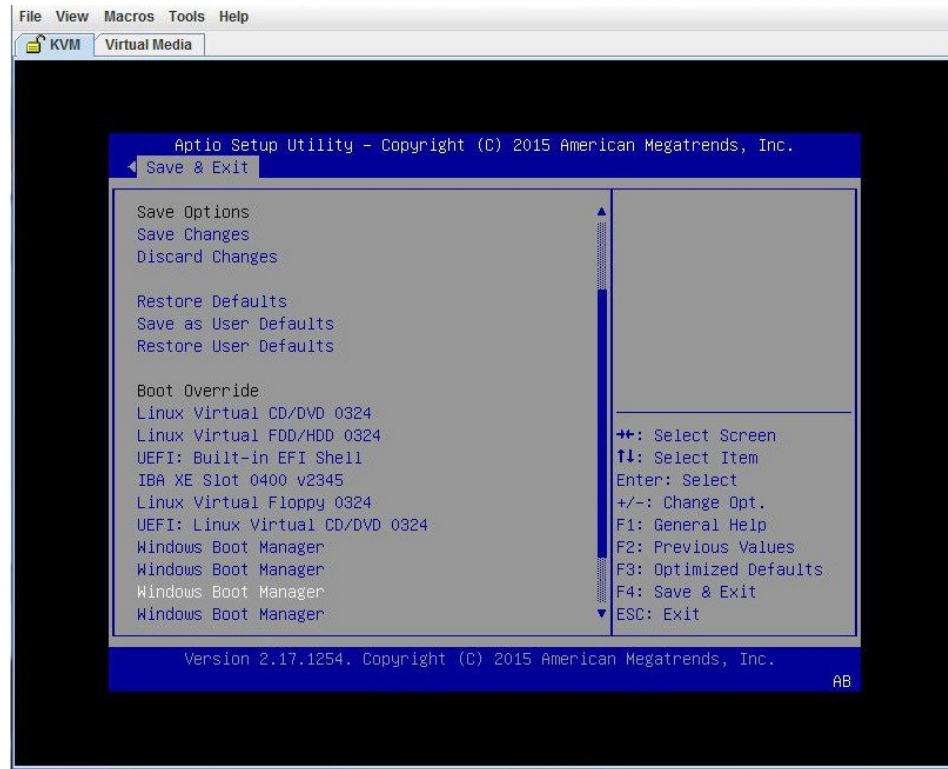 File View Macros Tools Help
KVM Virtual Media
Aptio Setup Utility – Copyright (C) 2015 American Megatrends, Inc.
Save & Exit
Save Options
Save Changes
Discard Changes
Restore Defaults
Save as User Defaults
Restore User Defaults
Boot Override
Linux Virtual CD/DVD 0324
Linux Virtual FDD/HDD 0324
UEFI: Built-in EFI Shell
IBA XE Slot 0400 v2345
Linux Virtual Floppy 0324
UEFI: Linux Virtual CD/DVD 0324
Windows Boot Manager
Windows Boot Manager
Windows Boot Manager
Windows Boot Manager
→←: Select Screen
↑↓: Select Item
Enter: Select
+/-: Change Opt.
F1: General Help
F2: Previous Values
F3: Optimized Defaults
F4: Save & Exit
ESC: Exit
Version 2.17.1254. Copyright (C) 2015 American Megatrends, Inc.
AB